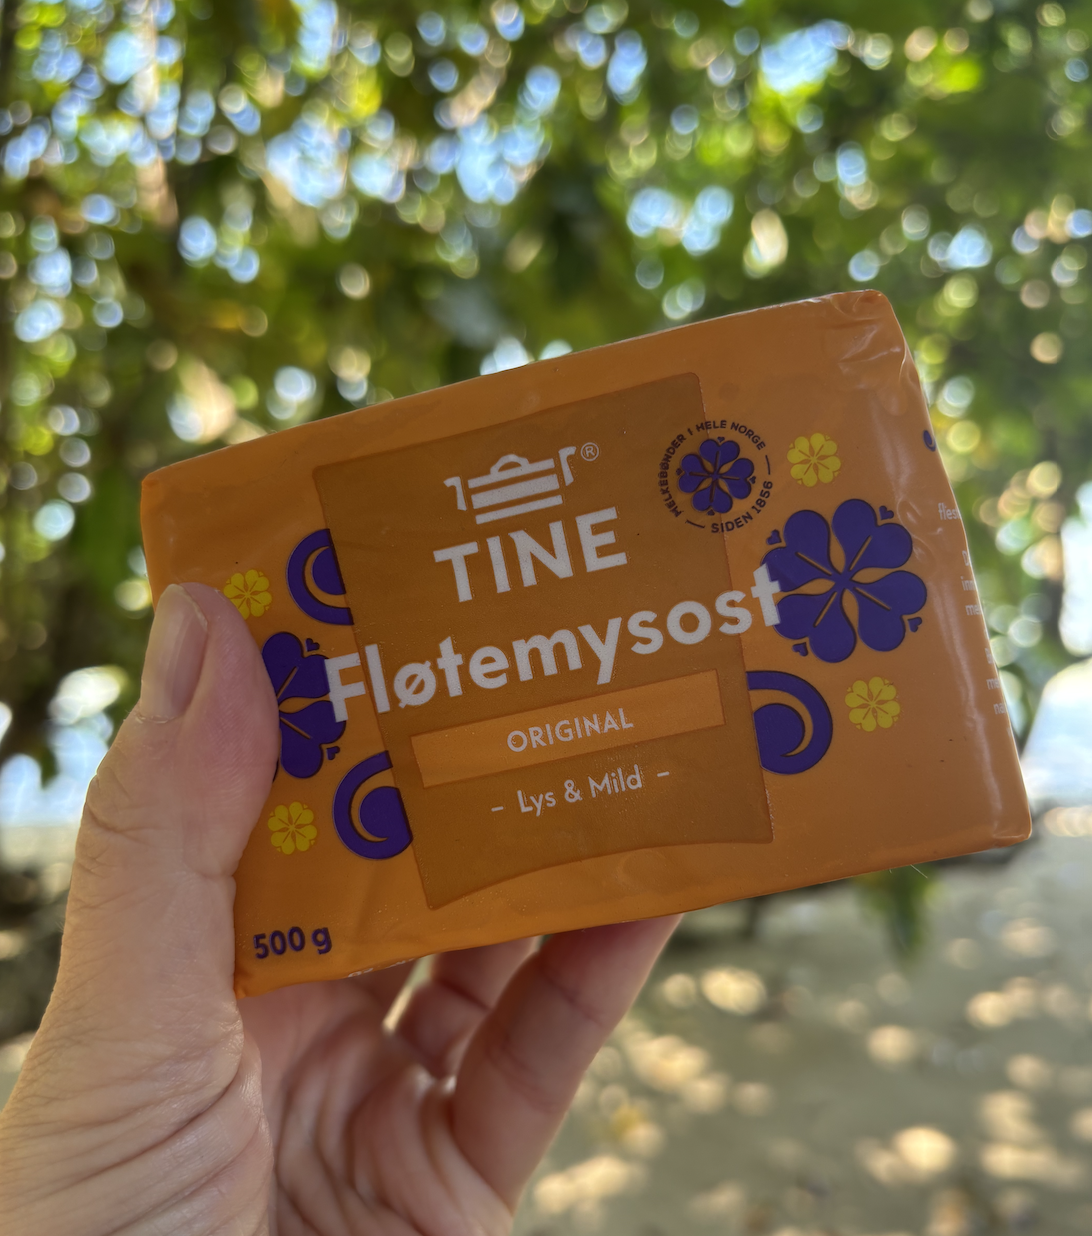 ®
TINE
MELKEBØNDER I HELE NORGE
SIDEN 1856
Fløtemysost
ORIGINAL
– Lys & Mild –
500 g